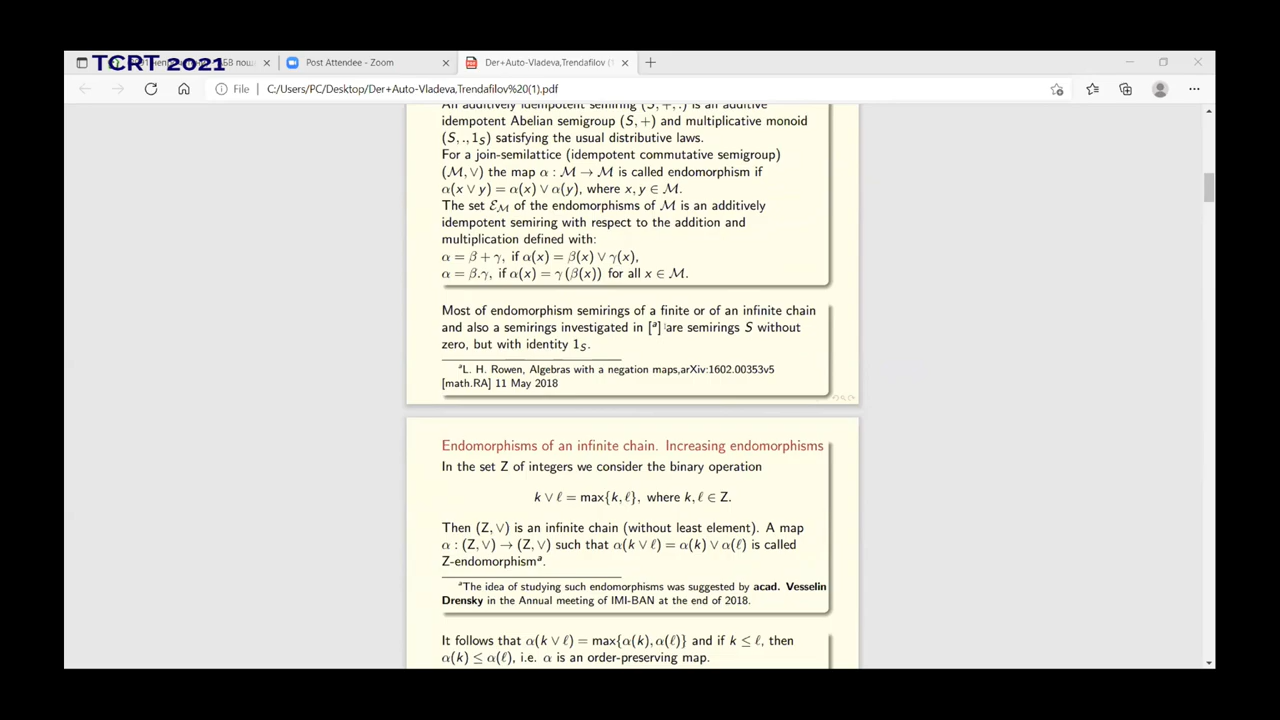 TCRT 2021
Post Attendee - Zoom
Der+Auto-Vladeva,Trendafilov (1
File
C:/Users/PC/Desktop/Der+Auto-Vladeva,Trendafilov%20(1).pdf
An additively idempotent semiring (S, +, .) is an additive
idempotent Abelian semigroup (S, +) and multiplicative monoid
(S, ., 1_S) satisfying the usual distributive laws.
For a join-semilattice (idempotent commutative semigroup)
(ℳ, ∨) the map α : ℳ → ℳ is called endomorphism if
α(x ∨ y) = α(x) ∨ α(y), where x, y ∈ ℳ.
The set ℰ_ℳ of the endomorphisms of ℳ is an additively
idempotent semiring with respect to the addition and
multiplication defined with:
α = β + γ, if α(x) = β(x) ∨ γ(x),
α = β.γ, if α(x) = γ (β(x)) for all x ∈ ℳ.
Most of endomorphism semirings of a finite or of an infinite chain
and also a semirings investigated in [ᵃ] are semirings S without
zero, but with identity 1_S.
ᵃL. H. Rowen, Algebras with a negation maps,arXiv:1602.00353v5
[math.RA] 11 May 2018
Endomorphisms of an infinite chain. Increasing endomorphisms
In the set Z of integers we consider the binary operation
k ∨ ℓ = max{k, ℓ}, where k, ℓ ∈ Z.
Then (Z, ∨) is an infinite chain (without least element). A map
α : (Z, ∨) → (Z, ∨) such that α(k ∨ ℓ) = α(k) ∨ α(ℓ) is called
Z-endomorphismᵃ.
ᵃThe idea of studying such endomorphisms was suggested by acad. Vesselin
Drensky in the Annual meeting of IMI-BAN at the end of 2018.
It follows that α(k ∨ ℓ) = max{α(k), α(ℓ)} and if k ≤ ℓ, then
α(k) ≤ α(ℓ), i.e. α is an order-preserving map.